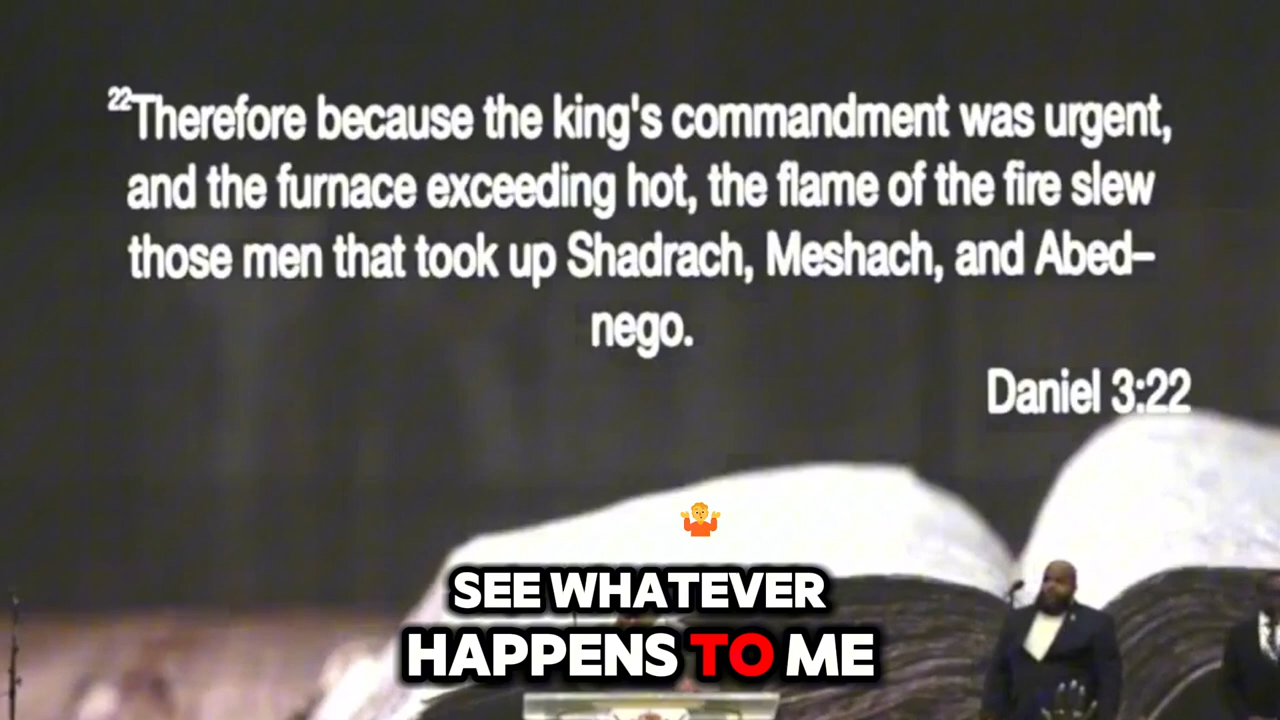 22Therefore because the king's commandment was urgent,
and the furnace exceeding hot, the flame of the fire slew
those men that took up Shadrach, Meshach, and Abed–
nego.
Daniel 3:22
SEE WHATEVER
HAPPENS TO ME